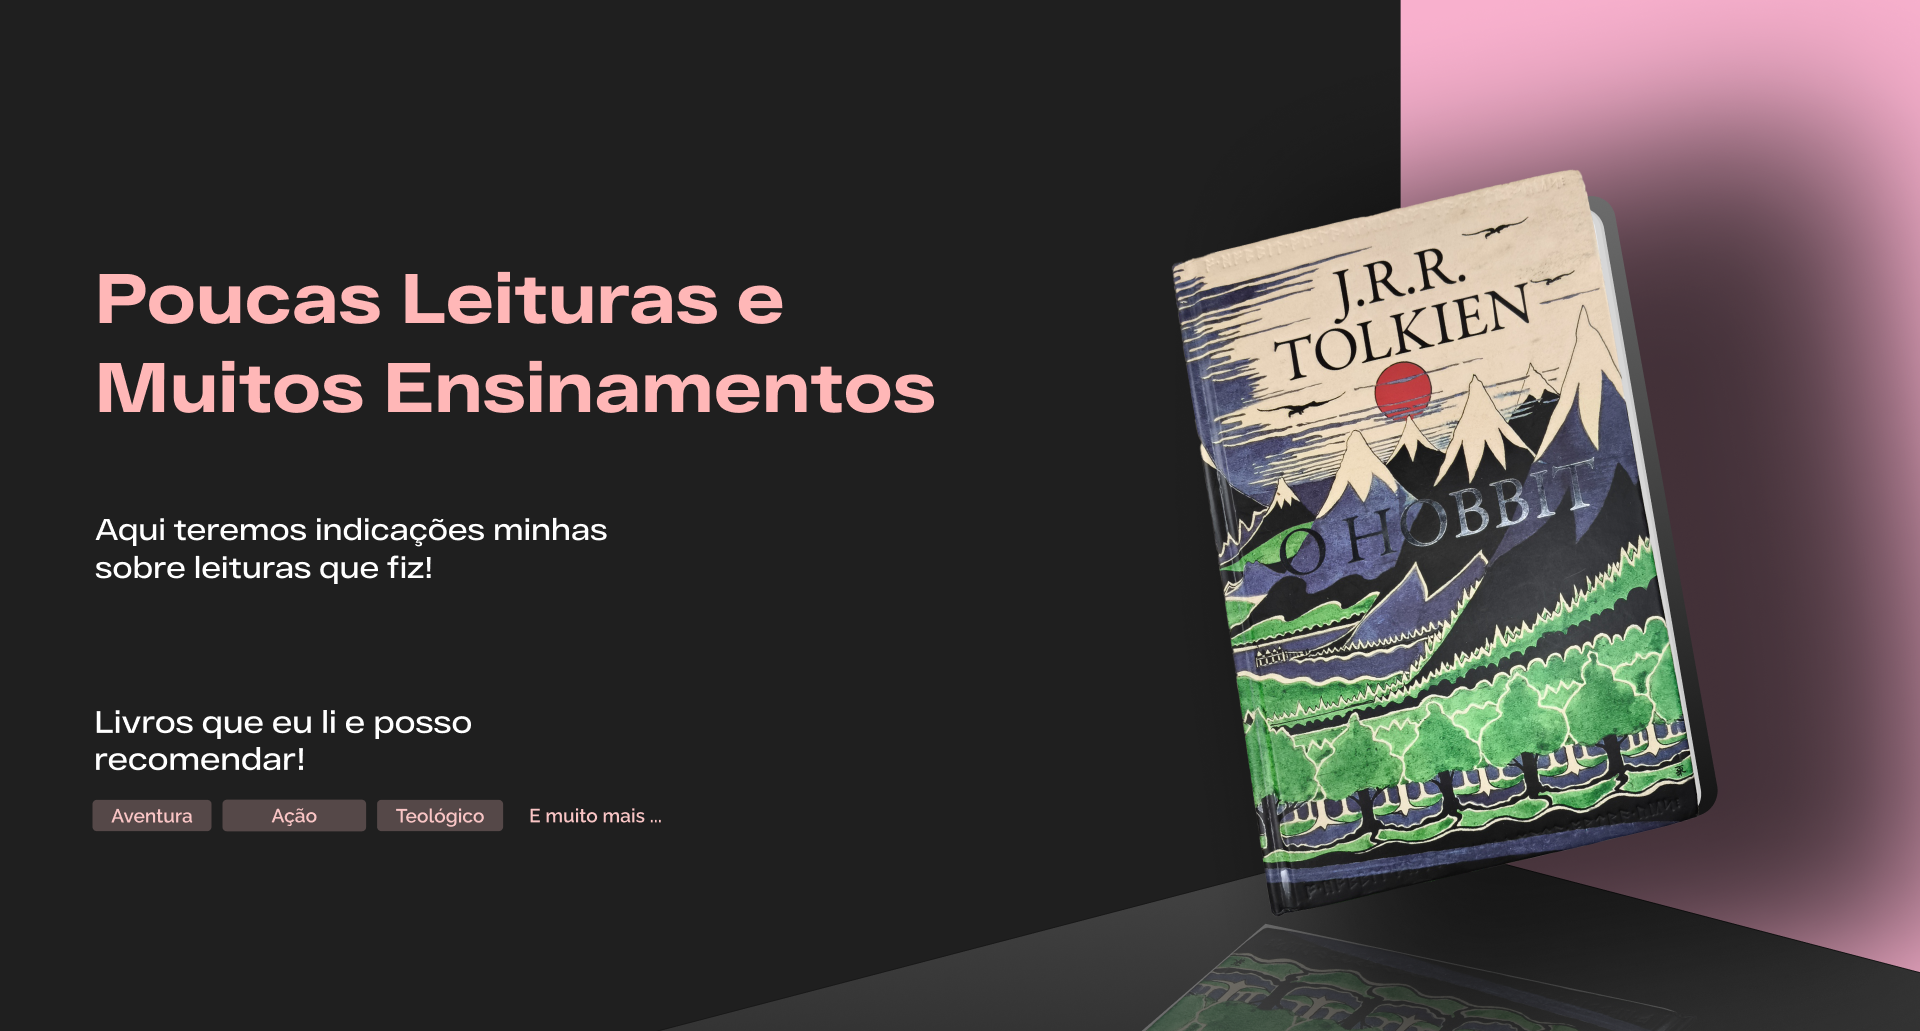 Poucas Leituras e
Muitos Ensinamentos
Aqui teremos indicações minhas
sobre leituras que fiz!
Livros que eu li e posso
recomendar!
Aventura
Ação
Teológico
E muito mais ...
J.R.R.
TOLKIEN
O HOBBIT